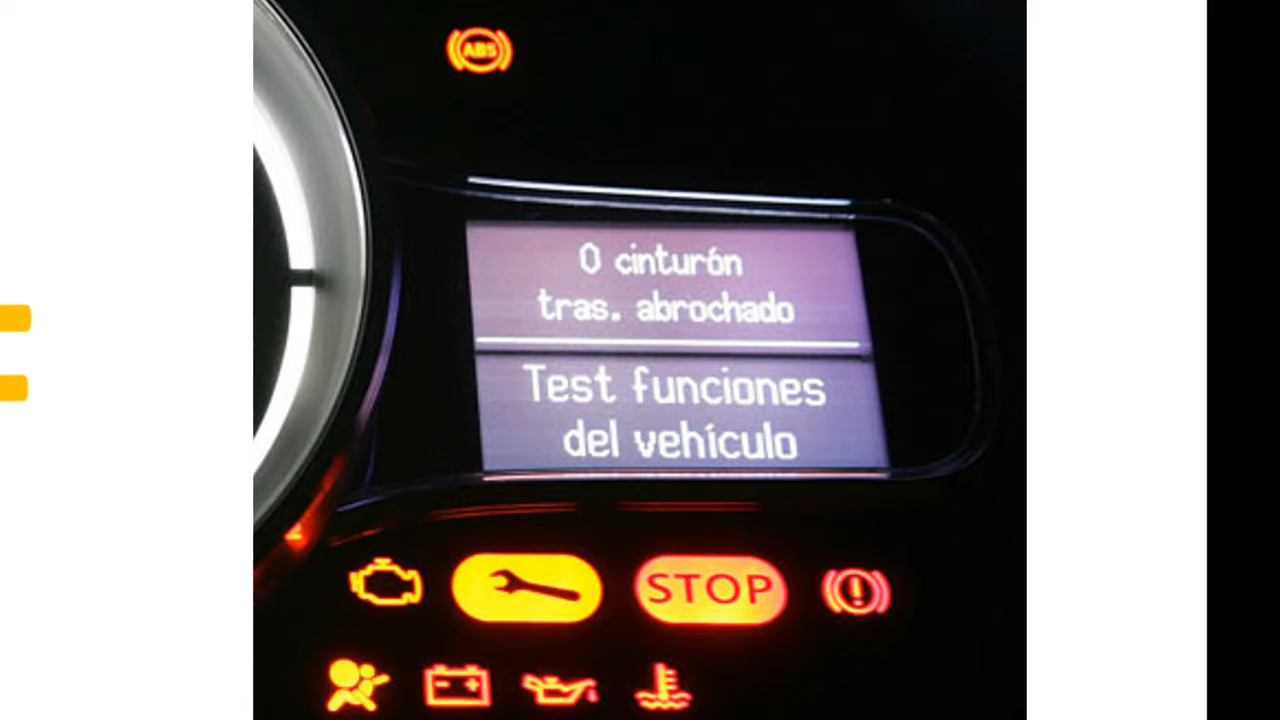 ABS
0 cinturón
tras. abrochado
Test funciones
del vehículo
STOP